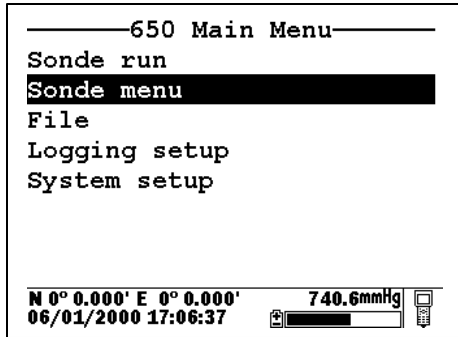 650 Main Menu
Sonde run
Sonde menu
File
Logging setup
System setup
N 0° 0.000' E 0° 0.000' 740.6mmHg
06/01/2000 17:06:37